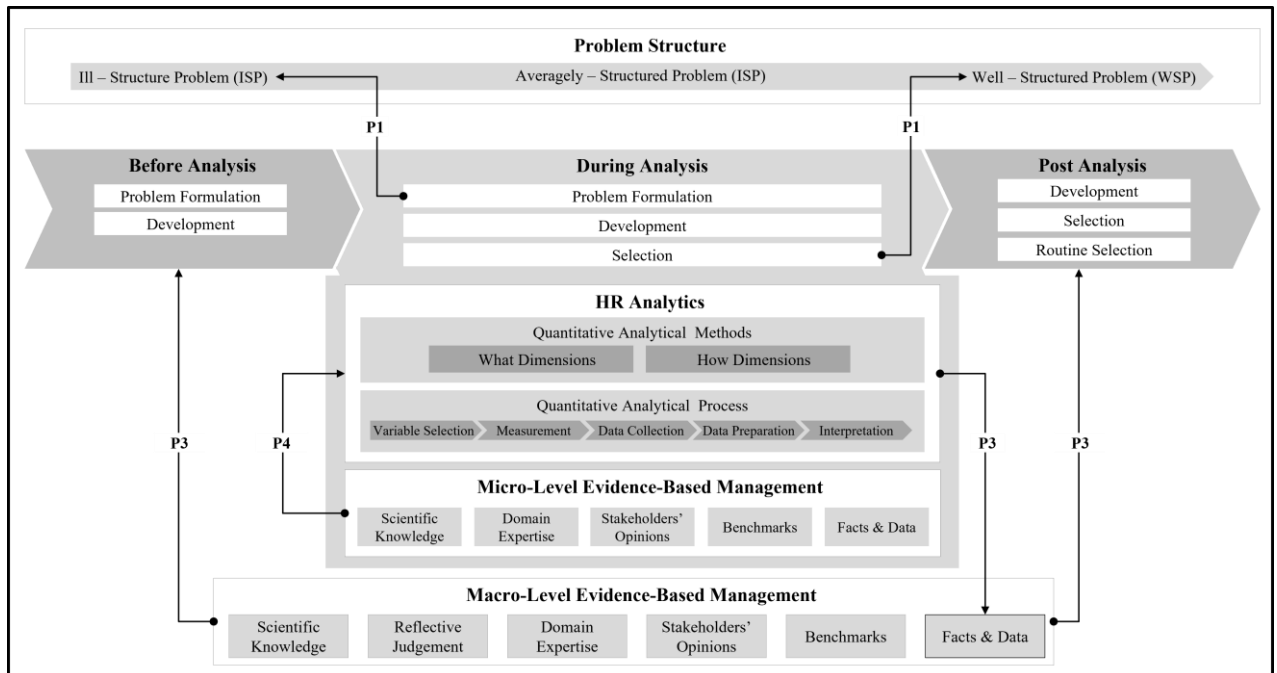 Problem Structure
Ill – Structure Problem (ISP)
Averagely – Structured Problem (ISP)
Well – Structured Problem (WSP)
P1
P1
Before Analysis
Problem Formulation
Development
During Analysis
Problem Formulation
Development
Selection
Post Analysis
Development
Selection
Routine Selection
HR Analytics
Quantitative Analytical Methods
What Dimensions
How Dimensions
Quantitative Analytical Process
Variable Selection
Measurement
Data Collection
Data Preparation
Interpretation
P3
P4
P3
P3
Micro-Level Evidence-Based Management
Scientific
Knowledge
Domain
Expertise
Stakeholders'
Opinions
Benchmarks
Facts & Data
Macro-Level Evidence-Based Management
Scientific
Knowledge
Reflective
Judgement
Domain
Expertise
Stakeholders'
Opinions
Benchmarks
Facts & Data